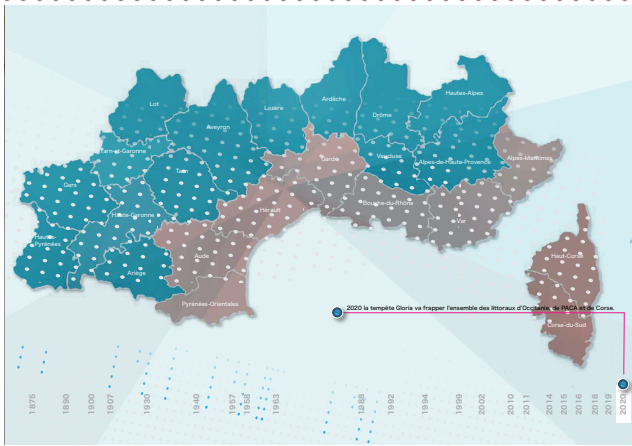 Lot
Aveyron
Lozère
Ardèche
Drôme
Hautes-Alpes
Tarn-et-Garonne
Tarn
Gard
Vaucluse
Alpes-de-Haute-Provence
Alpes-Maritimes
Gers
Haute-Garonne
Hérault
Bouche-du-Rhône
Var
Hautes-
Pyrénées
Ariège
Aude
Haut-Corse
Pyrénées-Orientales
2020 la tempête Gloria va frapper l'ensemble des littoraux d'Occitanie, de PACA et de Corse.
Corse-du-Sud
1875
1890
1900
1907
1930
1940
1957
1958
1963
1988
1992
1994
1999
2002
2010
2011
2014
2015
2016
2018
2019
2020